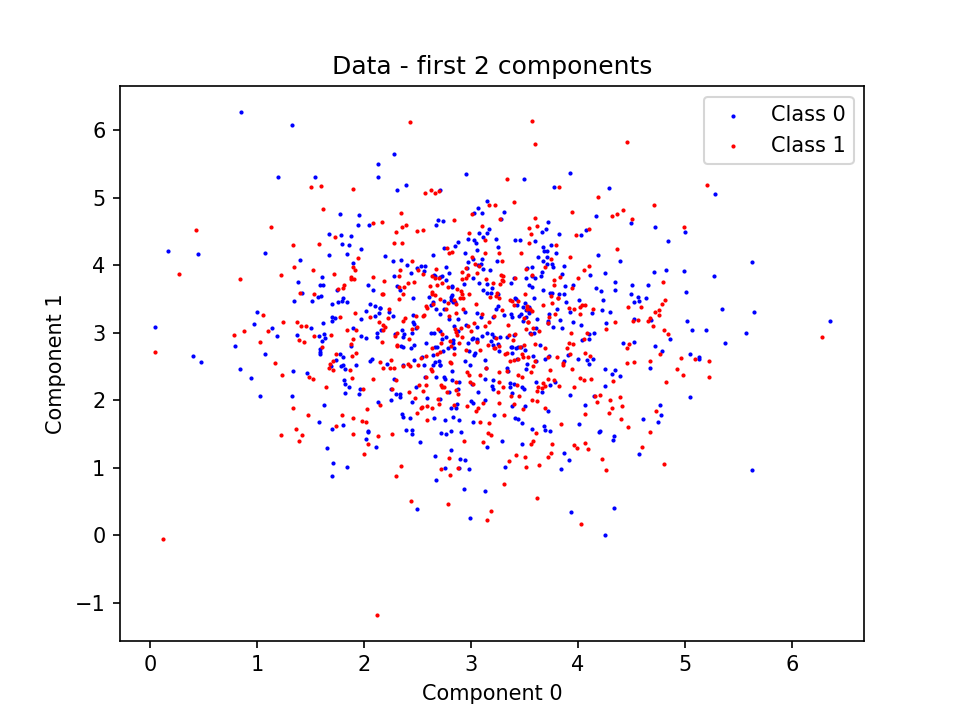 Data - first 2 components
Class 0
Class 1
6
5
4
3
2
1
0
−1
Component 1
0 1 2 3 4 5 6
Component 0